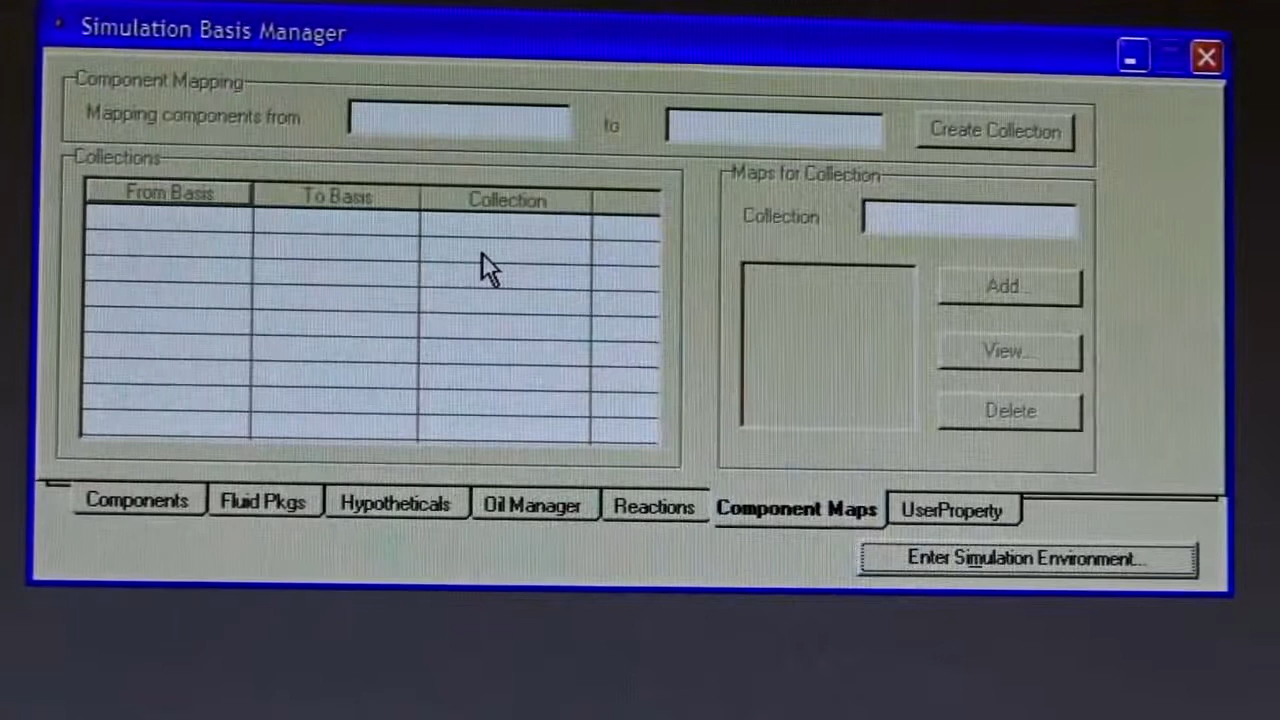 Simulation Basis Manager
Component Mapping
Mapping components from
to
Create Collection
Collections
From Basis
To Basis
Collection
Maps for Collection
Collection
Add...
View...
Delete
Components
Fluid Pkgs
Hypotheticals
Oil Manager
Reactions
Component Maps
UserProperty
Enter Simulation Environment...